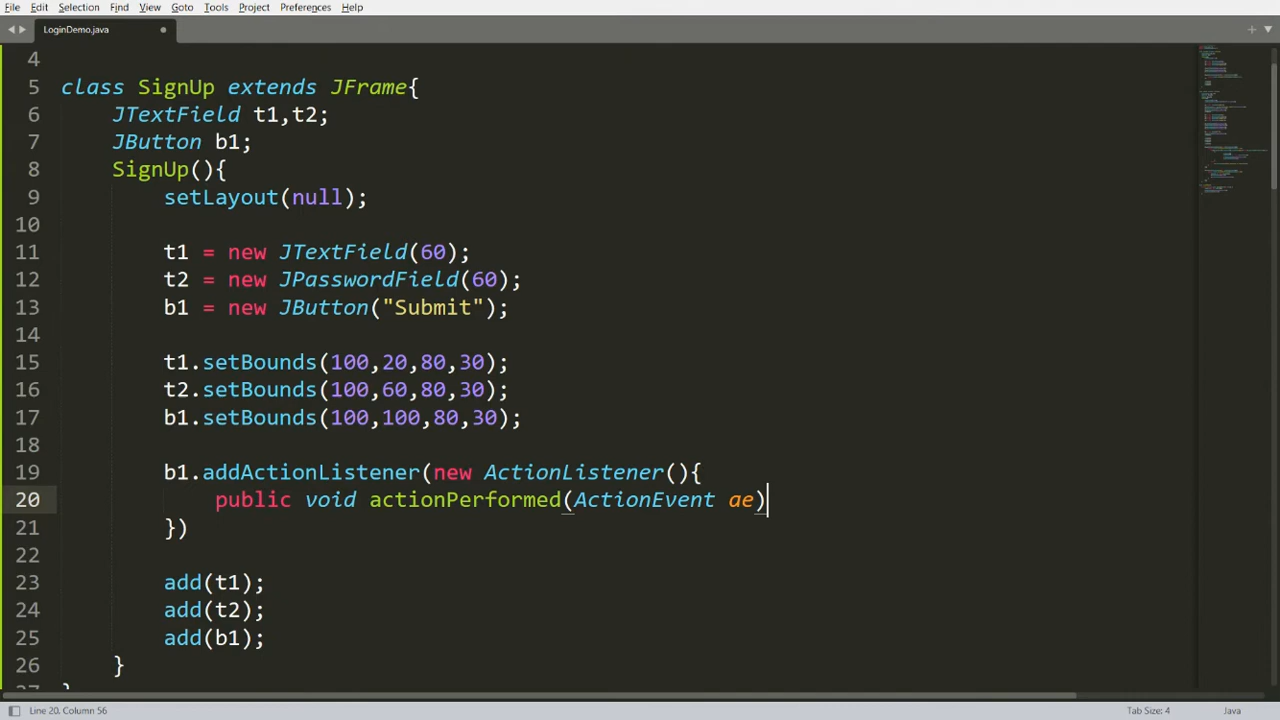 File Edit Selection Find View Goto Tools Project Preferences Help
LoginDemo.java
4
5 class SignUp extends JFrame{
6 JTextField t1,t2;
7 JButton b1;
8 SignUp(){
9 setLayout(null);
10
11 t1 = new JTextField(60);
12 t2 = new JPasswordField(60);
13 b1 = new JButton("Submit");
14
15 t1.setBounds(100,20,80,30);
16 t2.setBounds(100,60,80,30);
17 b1.setBounds(100,100,80,30);
18
19 b1.addActionListener(new ActionListener(){
20 public void actionPerformed(ActionEvent ae)
21 })
22
23 add(t1);
24 add(t2);
25 add(b1);
26 }
Line 20, Column 56 Tab Size: 4 Java